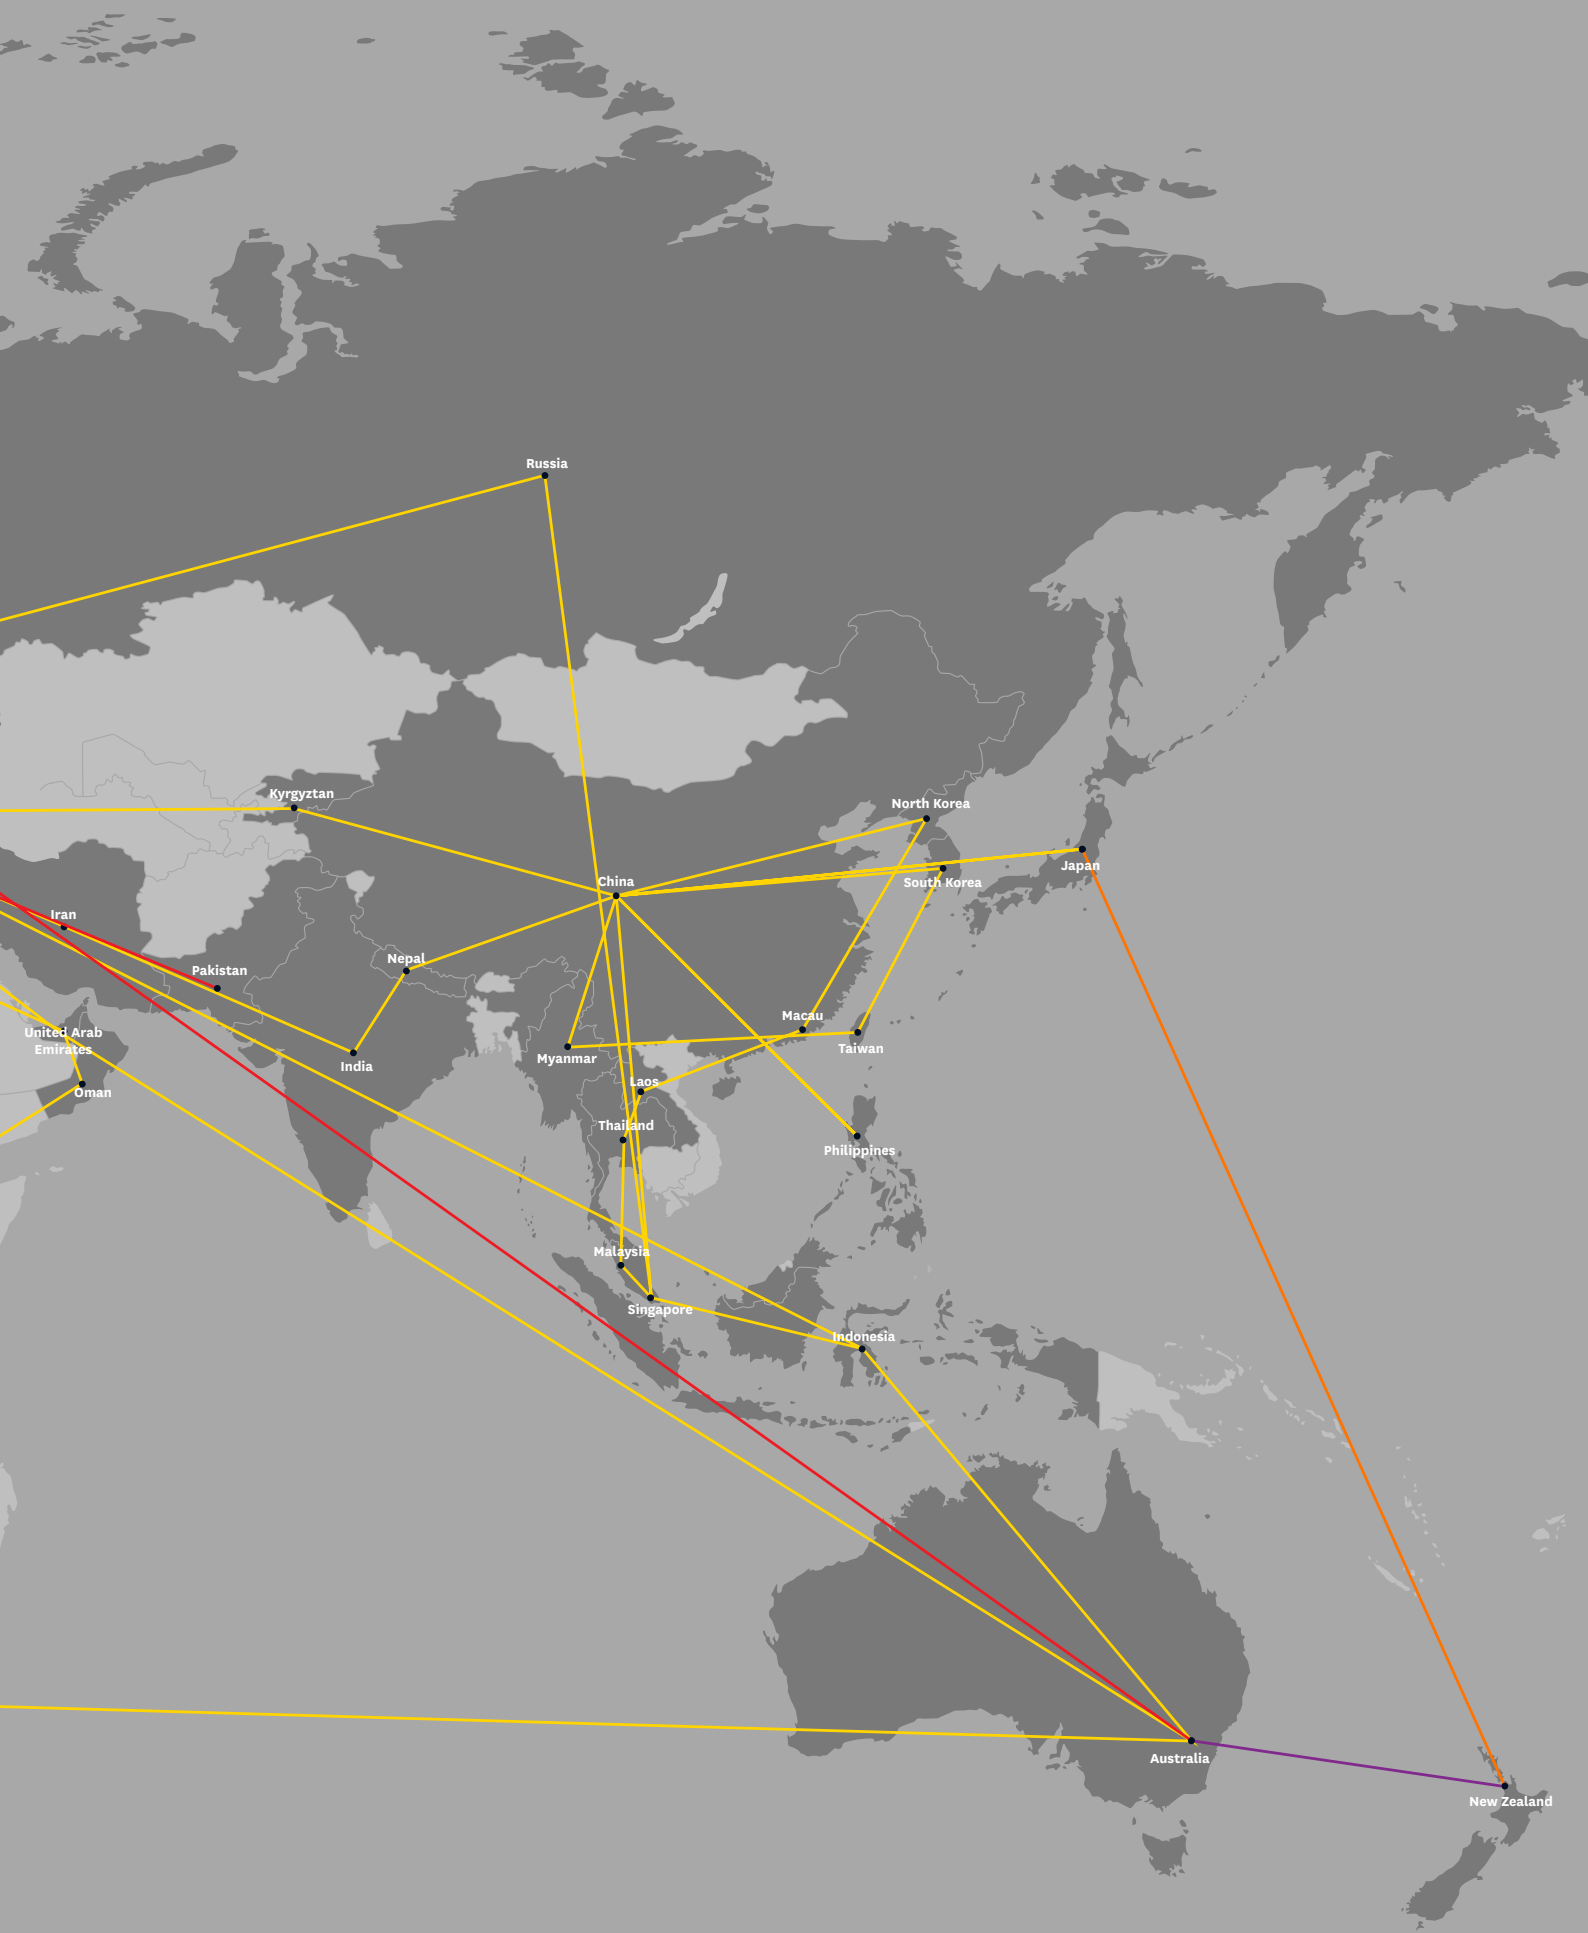 Russia
Kyrgyztan
North Korea
Japan
China
South Korea
Iran
Nepal
Pakistan
Macau
United Arab
Emirates
Taiwan
Myanmar
India
Laos
Oman
Thailand
Philippines
Malaysia
Singapore
Indonesia
Australia
New Zealand